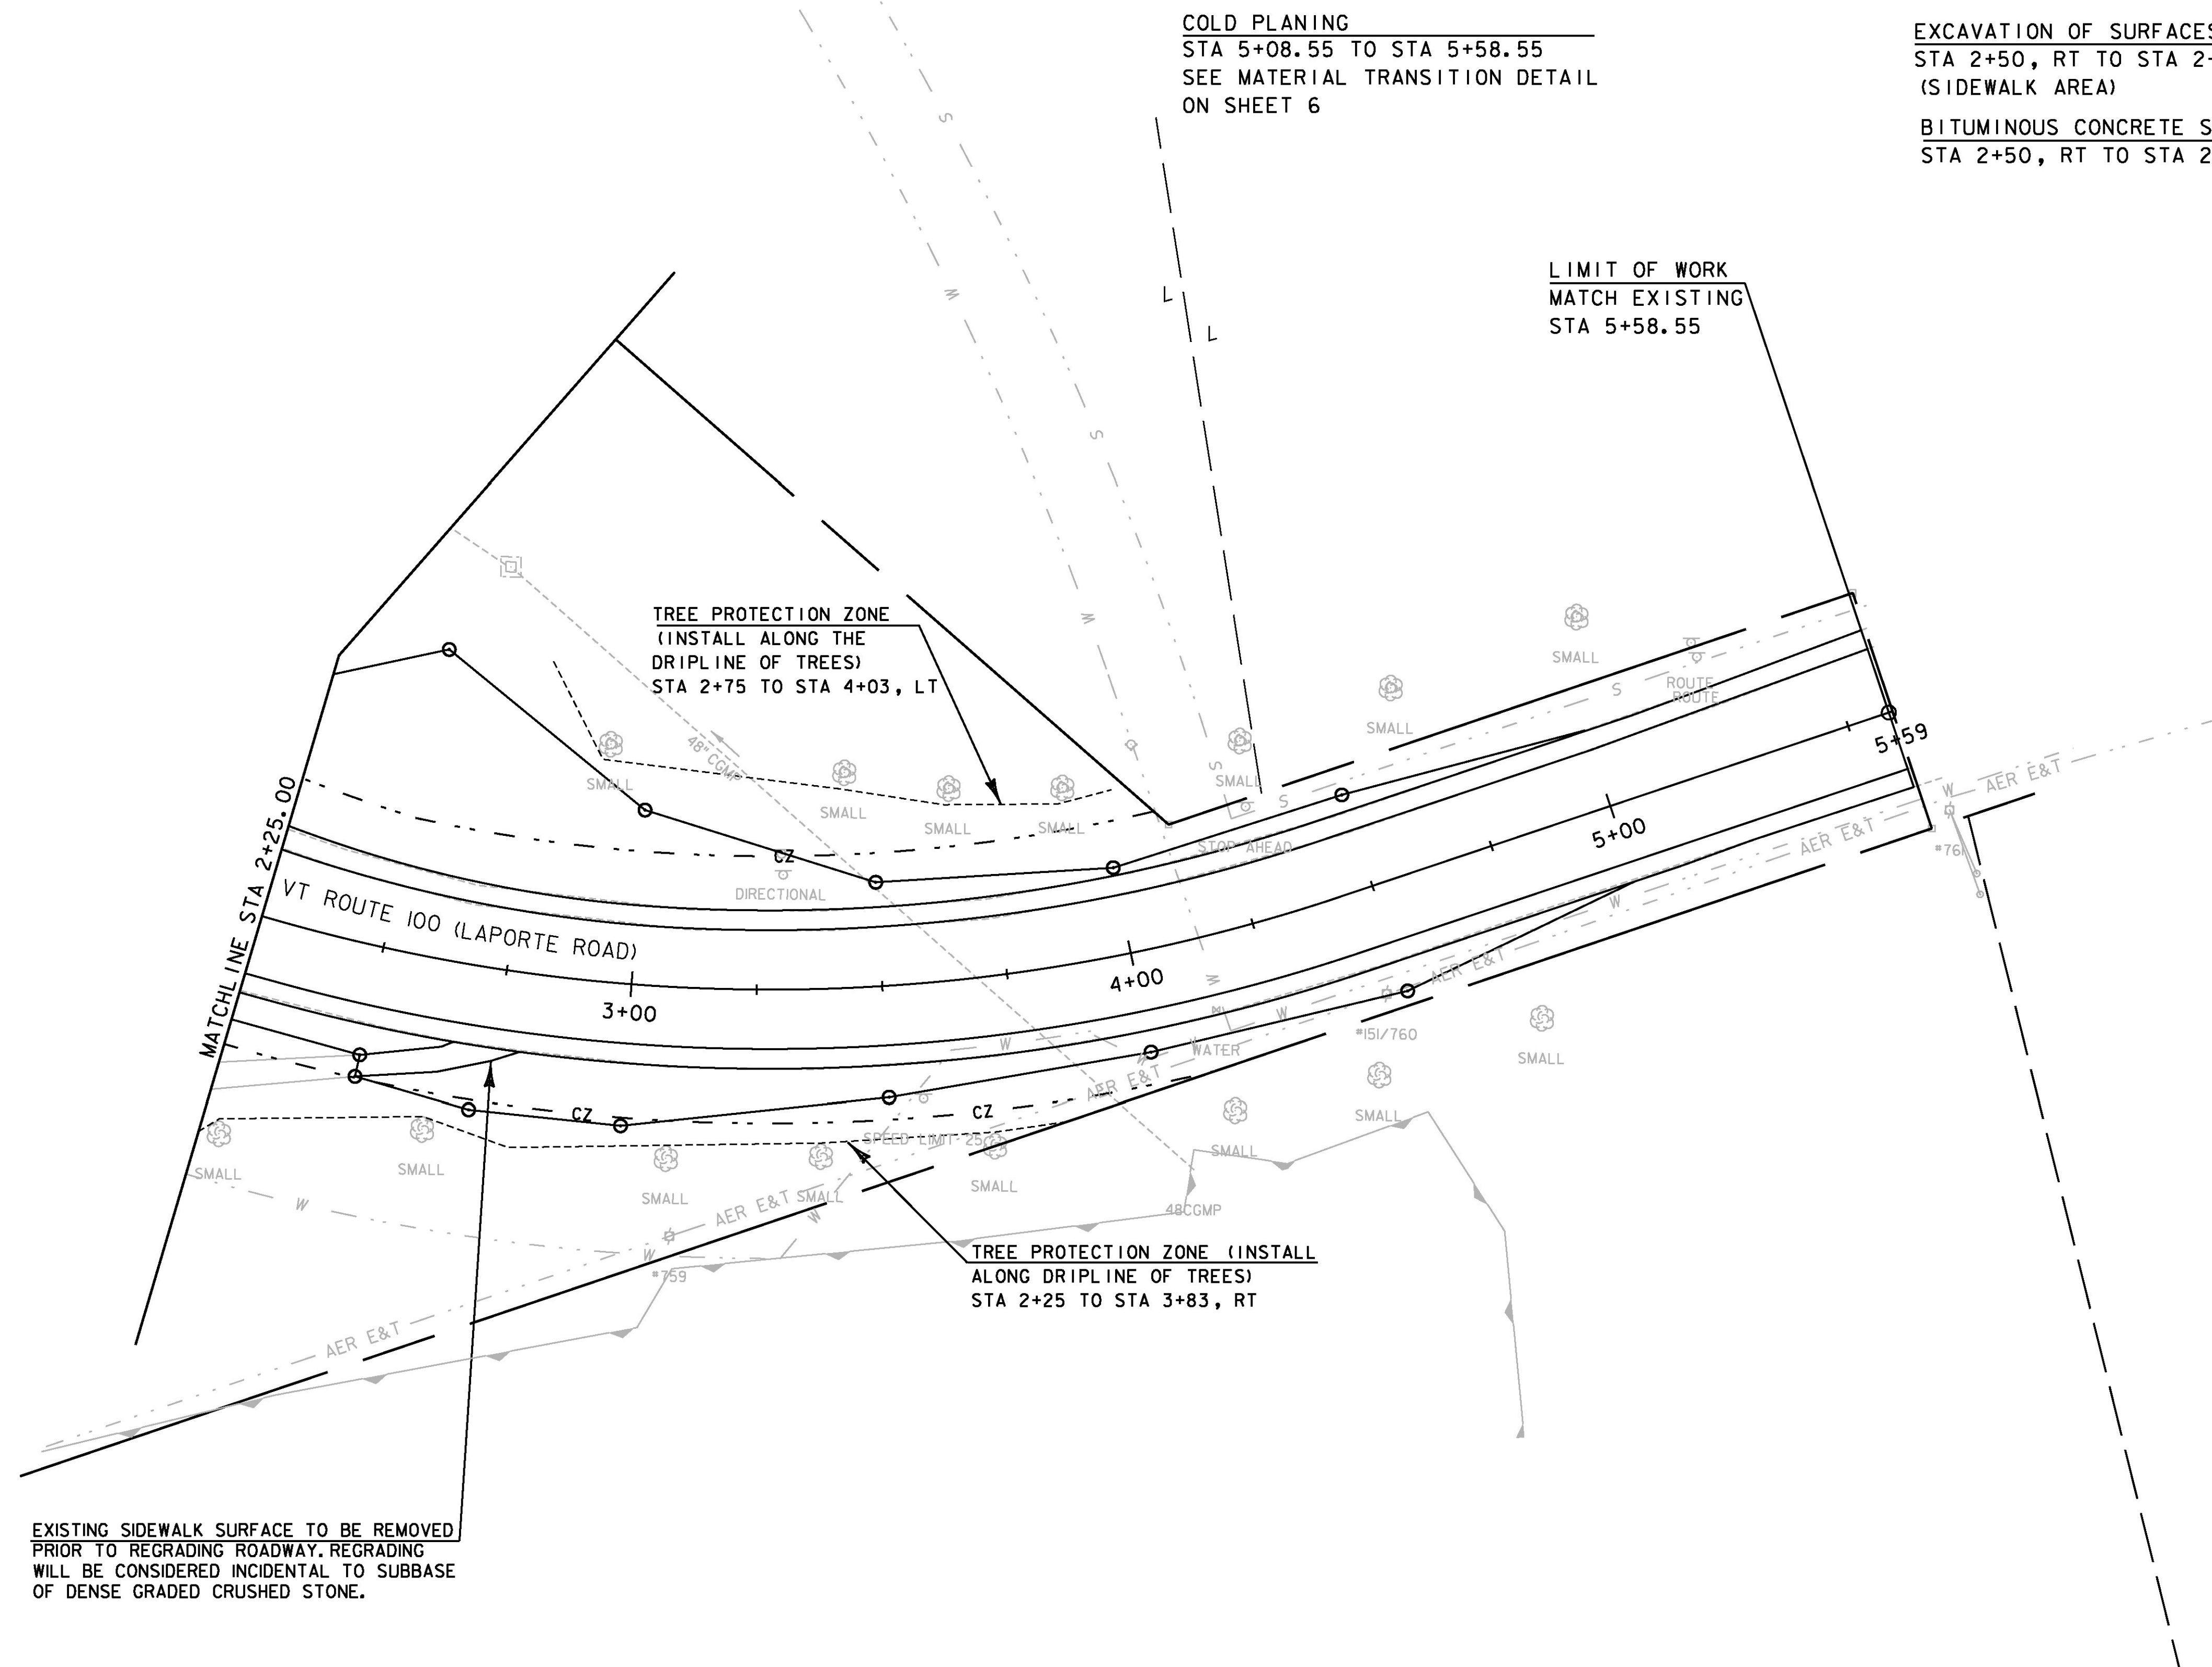 COLD PLANING
STA 5+08.55 TO STA 5+58.55
SEE MATERIAL TRANSITION DETAIL
ON SHEET 6
EXCAVATION OF SURFACES
STA 2+50, RT TO STA 2+
(SIDEWALK AREA)
BITUMINOUS CONCRETE S
STA 2+50, RT TO STA 2
S
W
L
L
LIMIT OF WORK
MATCH EXISTING
STA 5+58.55
S
W
TREE PROTECTION ZONE
(INSTALL ALONG THE
DRIPLINE OF TREES)
STA 2+75 TO STA 4+03, LT
48" CGMP
SMALL
SMALL
SMALL
SMALL
SMALL
SMALL
SMALL
S
S
S
ROUTE
ROUTE
5+59
STOP AHEAD
CZ
DIRECTIONAL
MATCHLINE STA 2+25.00
VT ROUTE 100 (LAPORTE ROAD)
3+00
4+00
5+00
AER E&T
W
AER E&T
#761
W
AER E&T
W
W
W
W
WATER
#151/760
AER E&T
SMALL
SMALL
SMALL
CZ
CZ
SPEED LIMIT 25
SMALL
SMALL
SMALL
SMALL
SMALL
W
AER E&T
W
W
#759
48CGMP
AER E&T
TREE PROTECTION ZONE (INSTALL
ALONG DRIPLINE OF TREES)
STA 2+25 TO STA 3+83, RT
EXISTING SIDEWALK SURFACE TO BE REMOVED
PRIOR TO REGRADING ROADWAY. REGRADING
WILL BE CONSIDERED INCIDENTAL TO SUBBASE
OF DENSE GRADED CRUSHED STONE.